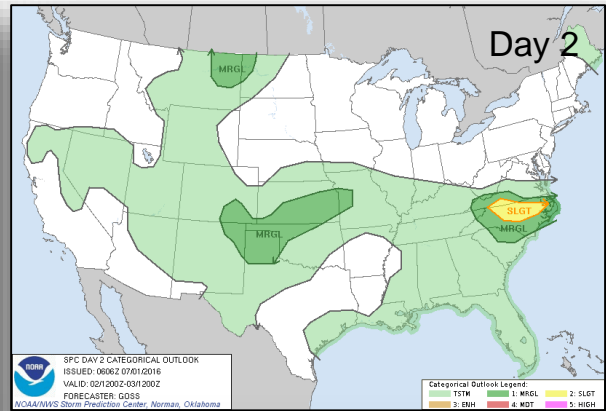 Day 2
MRGL
SLGT
MRGL
MRGL
NOAA
SPC DAY 2 CATEGORICAL OUTLOOK
ISSUED: 0606Z 07/01/2016
VALID: 02/1200Z-03/1200Z
FORECASTER: GOSS
NOAA/NWS Storm Prediction Center, Norman, Oklahoma
Categorical Outlook Legend:
TSTM 1: MRGL 2: SLGT
3: ENH 4: MDT 5: HIGH